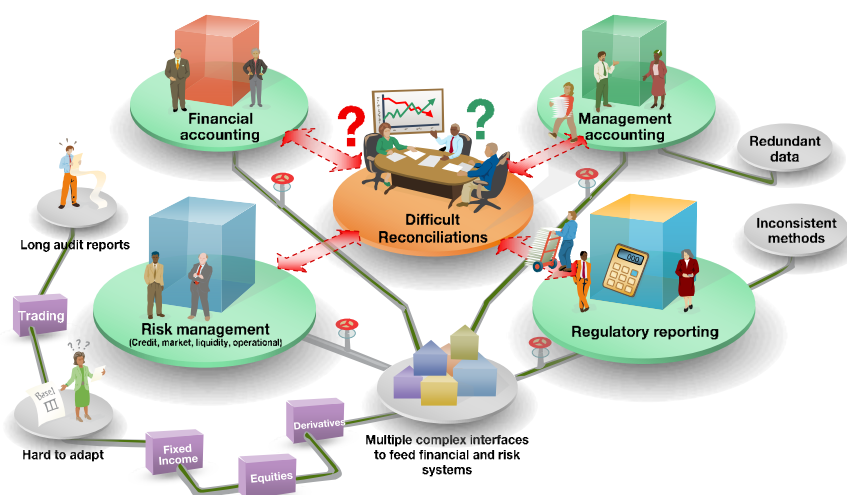 Financial
accounting
Management
accounting
?
?
Redundant
data
Difficult
Reconciliations
Inconsistent
methods
Long audit reports
Trading
Risk management
(Credit, market, liquidity, operational)
Regulatory reporting
???
Basel
III
Hard to adapt
Fixed
Income
Equities
Derivatives
Multiple complex interfaces
to feed financial and risk
systems